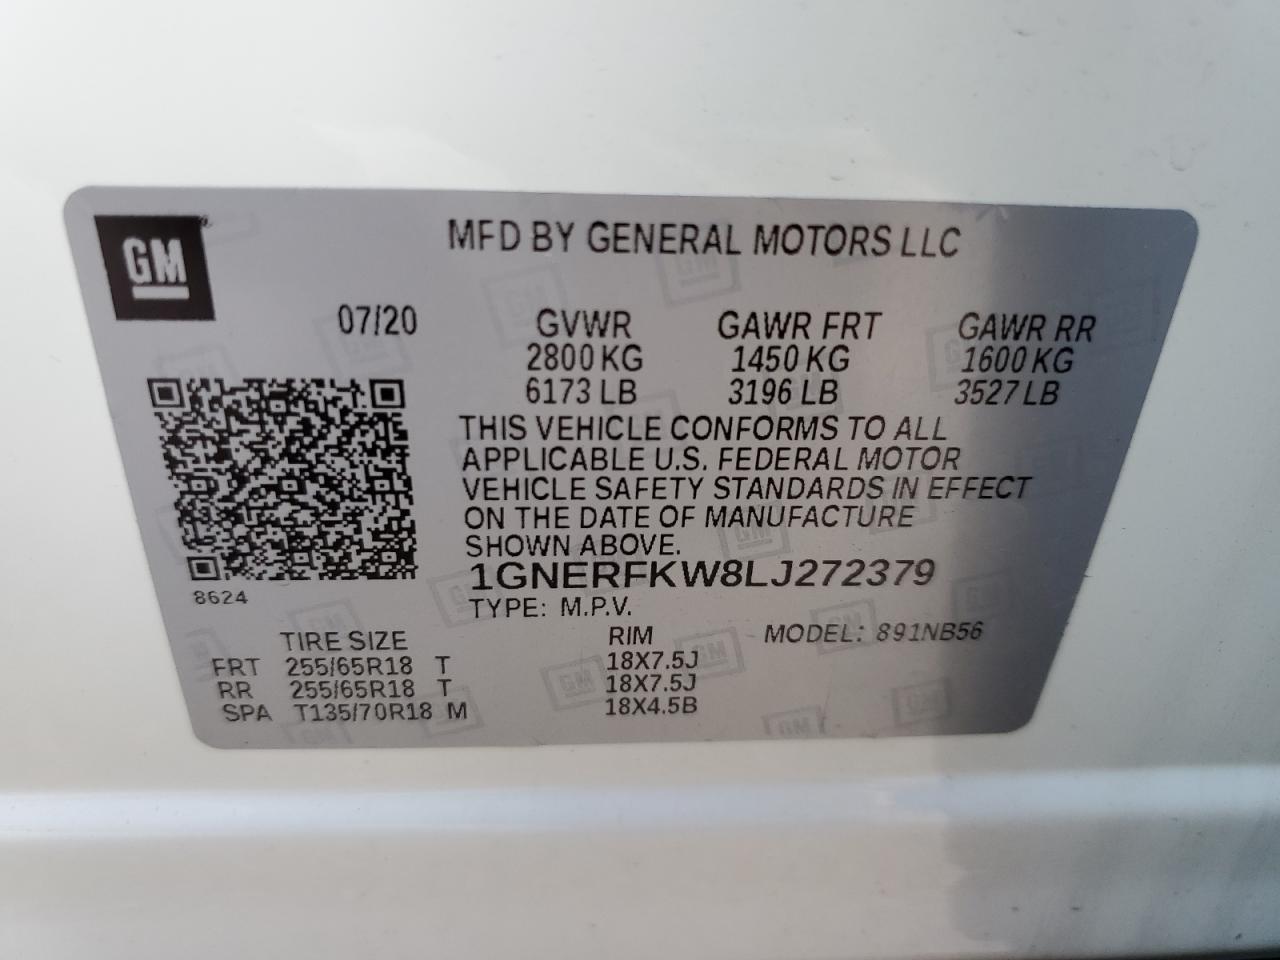 GM
MFD BY GENERAL MOTORS LLC
07/20 GVWR GAWR FRT GAWR RR
2800 KG 1450 KG 1600 KG
6173 LB 3196 LB 3527 LB
THIS VEHICLE CONFORMS TO ALL
APPLICABLE U.S. FEDERAL MOTOR
VEHICLE SAFETY STANDARDS IN EFFECT
ON THE DATE OF MANUFACTURE
SHOWN ABOVE.
1GNERFKW8LJ272379
8624
TYPE: M.P.V.
TIRE SIZE RIM MODEL: 891NB56
FRT 255/65R18 T 18X7.5J
RR 255/65R18 T 18X7.5J
SPA T135/70R18 M 18X4.5B